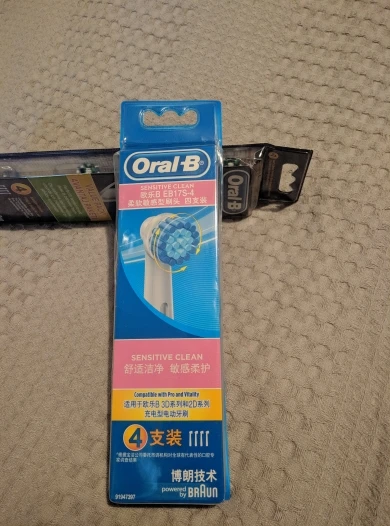 Oral-B
SENSITIVE CLEAN
欧乐B EB17S-4
柔软敏感型刷头 四支装
Oral-B
4
SENSITIVE CLEAN
舒适洁净 敏感柔护
Compatible with Pro and Vitality
适用于欧乐B 3D系列和2D系列
充电型电动牙刷
4支装
博朗技术
powered by BRAUN
91947397